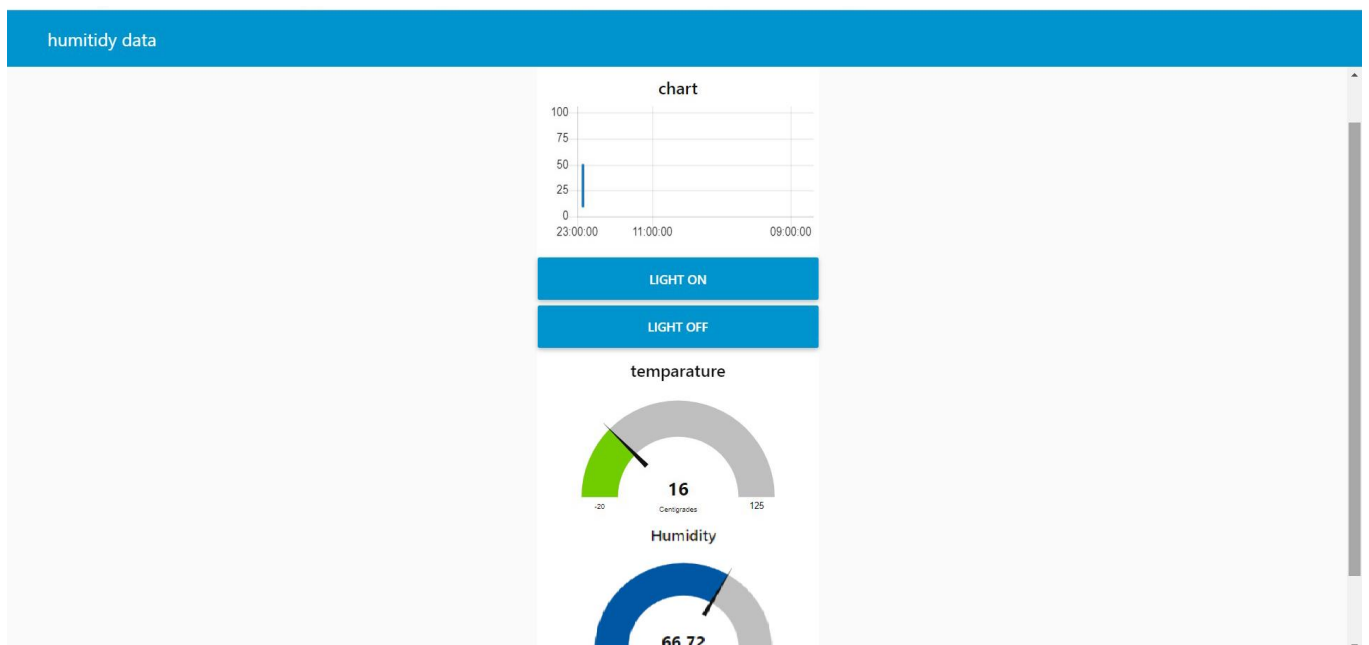 humitidy data
chart
100
75
50
25
0
23:00:00 11:00:00 09:00:00
LIGHT ON
LIGHT OFF
temparature
16
-20 Centigrades 125
Humidity
66.72